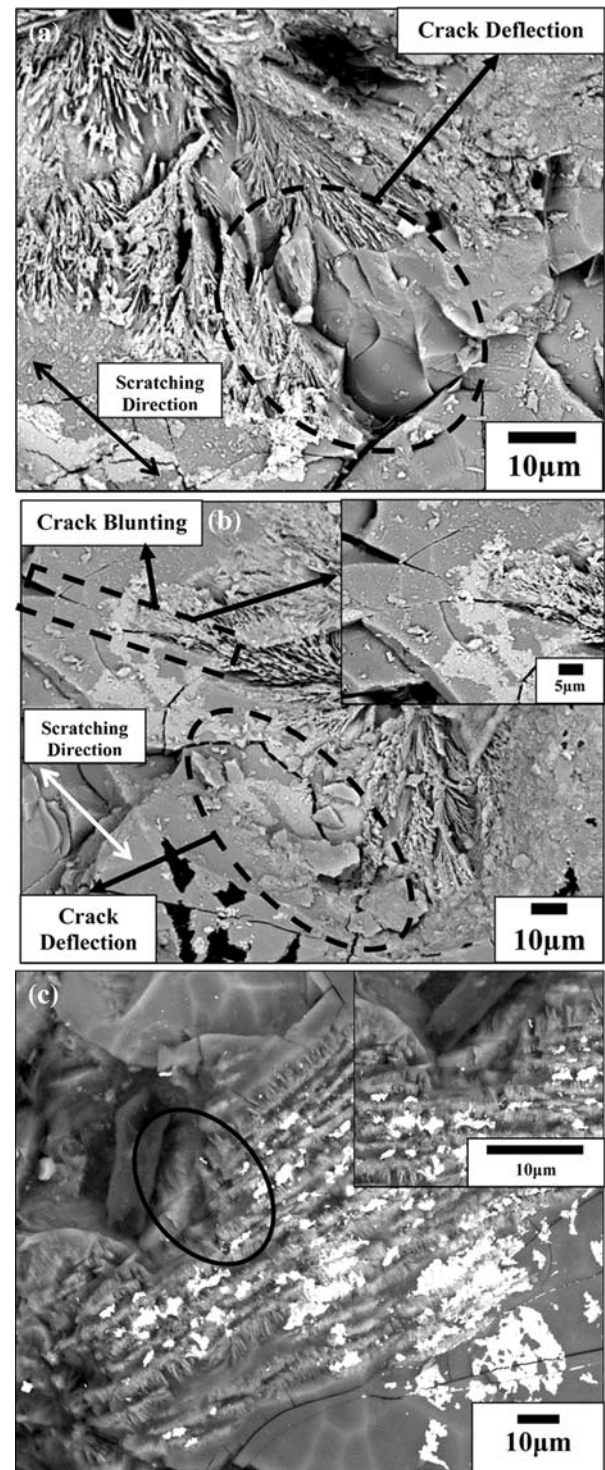 (a)
Crack Deflection
Scratching
Direction
10μm
Crack Blunting
(b)
5μm
Scratching
Direction
Crack
Deflection
10μm
(c)
10μm
10μm